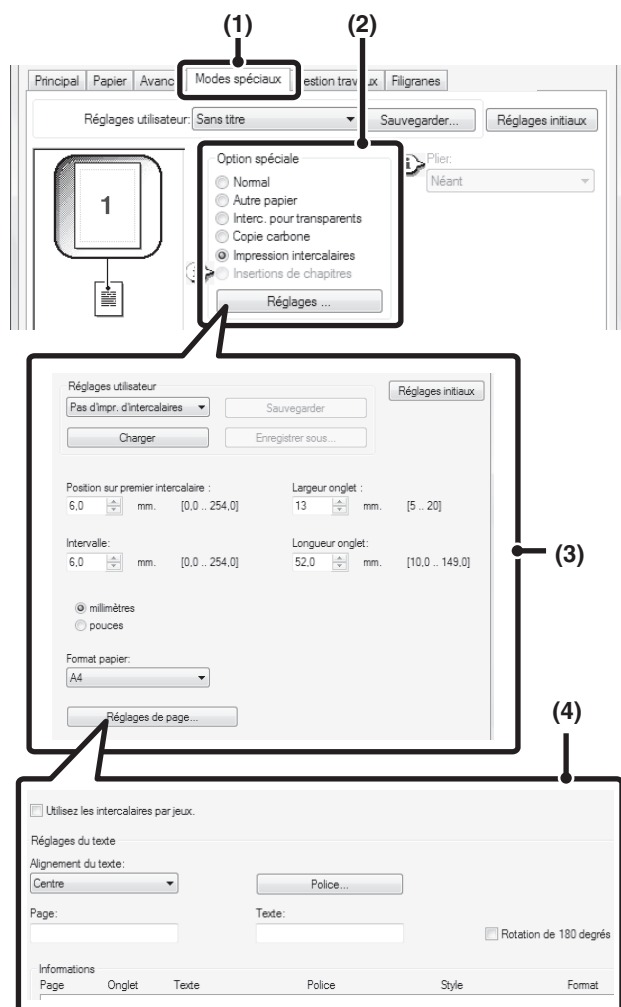 (1) (2)
Principal Papier Avanc Modes spéciaux estion trav ux Filigranes
Réglages utilisateur: Sans titre Sauvegarder... Réglages initiaux
Option spéciale
Plier:
Néant
1
Normal
Autre papier
Interc. pour transparents
Copie carbone
Impression intercalaires
Insertions de chapitres
Réglages ...
Réglages utilisateur
Pas d'impr. d'intercalaires Sauvegarder Réglages initiaux
Charger Enregistrer sous...
Position sur premier intercalaire : Largeur onglet :
6,0 mm. [0,0 .. 254,0] 13 mm. [5 .. 20]
Intervalle: Longueur onglet:
6,0 mm. [0,0 .. 254,0] 52,0 mm. [10,0 .. 149,0]
(3)
millimètres
pouces
Format papier:
A4
Réglages de page...
(4)
Utilisez les intercalaires par jeux.
Réglages du texte
Alignement du texte:
Centre Police...
Page: Texte:
Rotation de 180 degrés
Informations
Page Onglet Texte Police Style Format